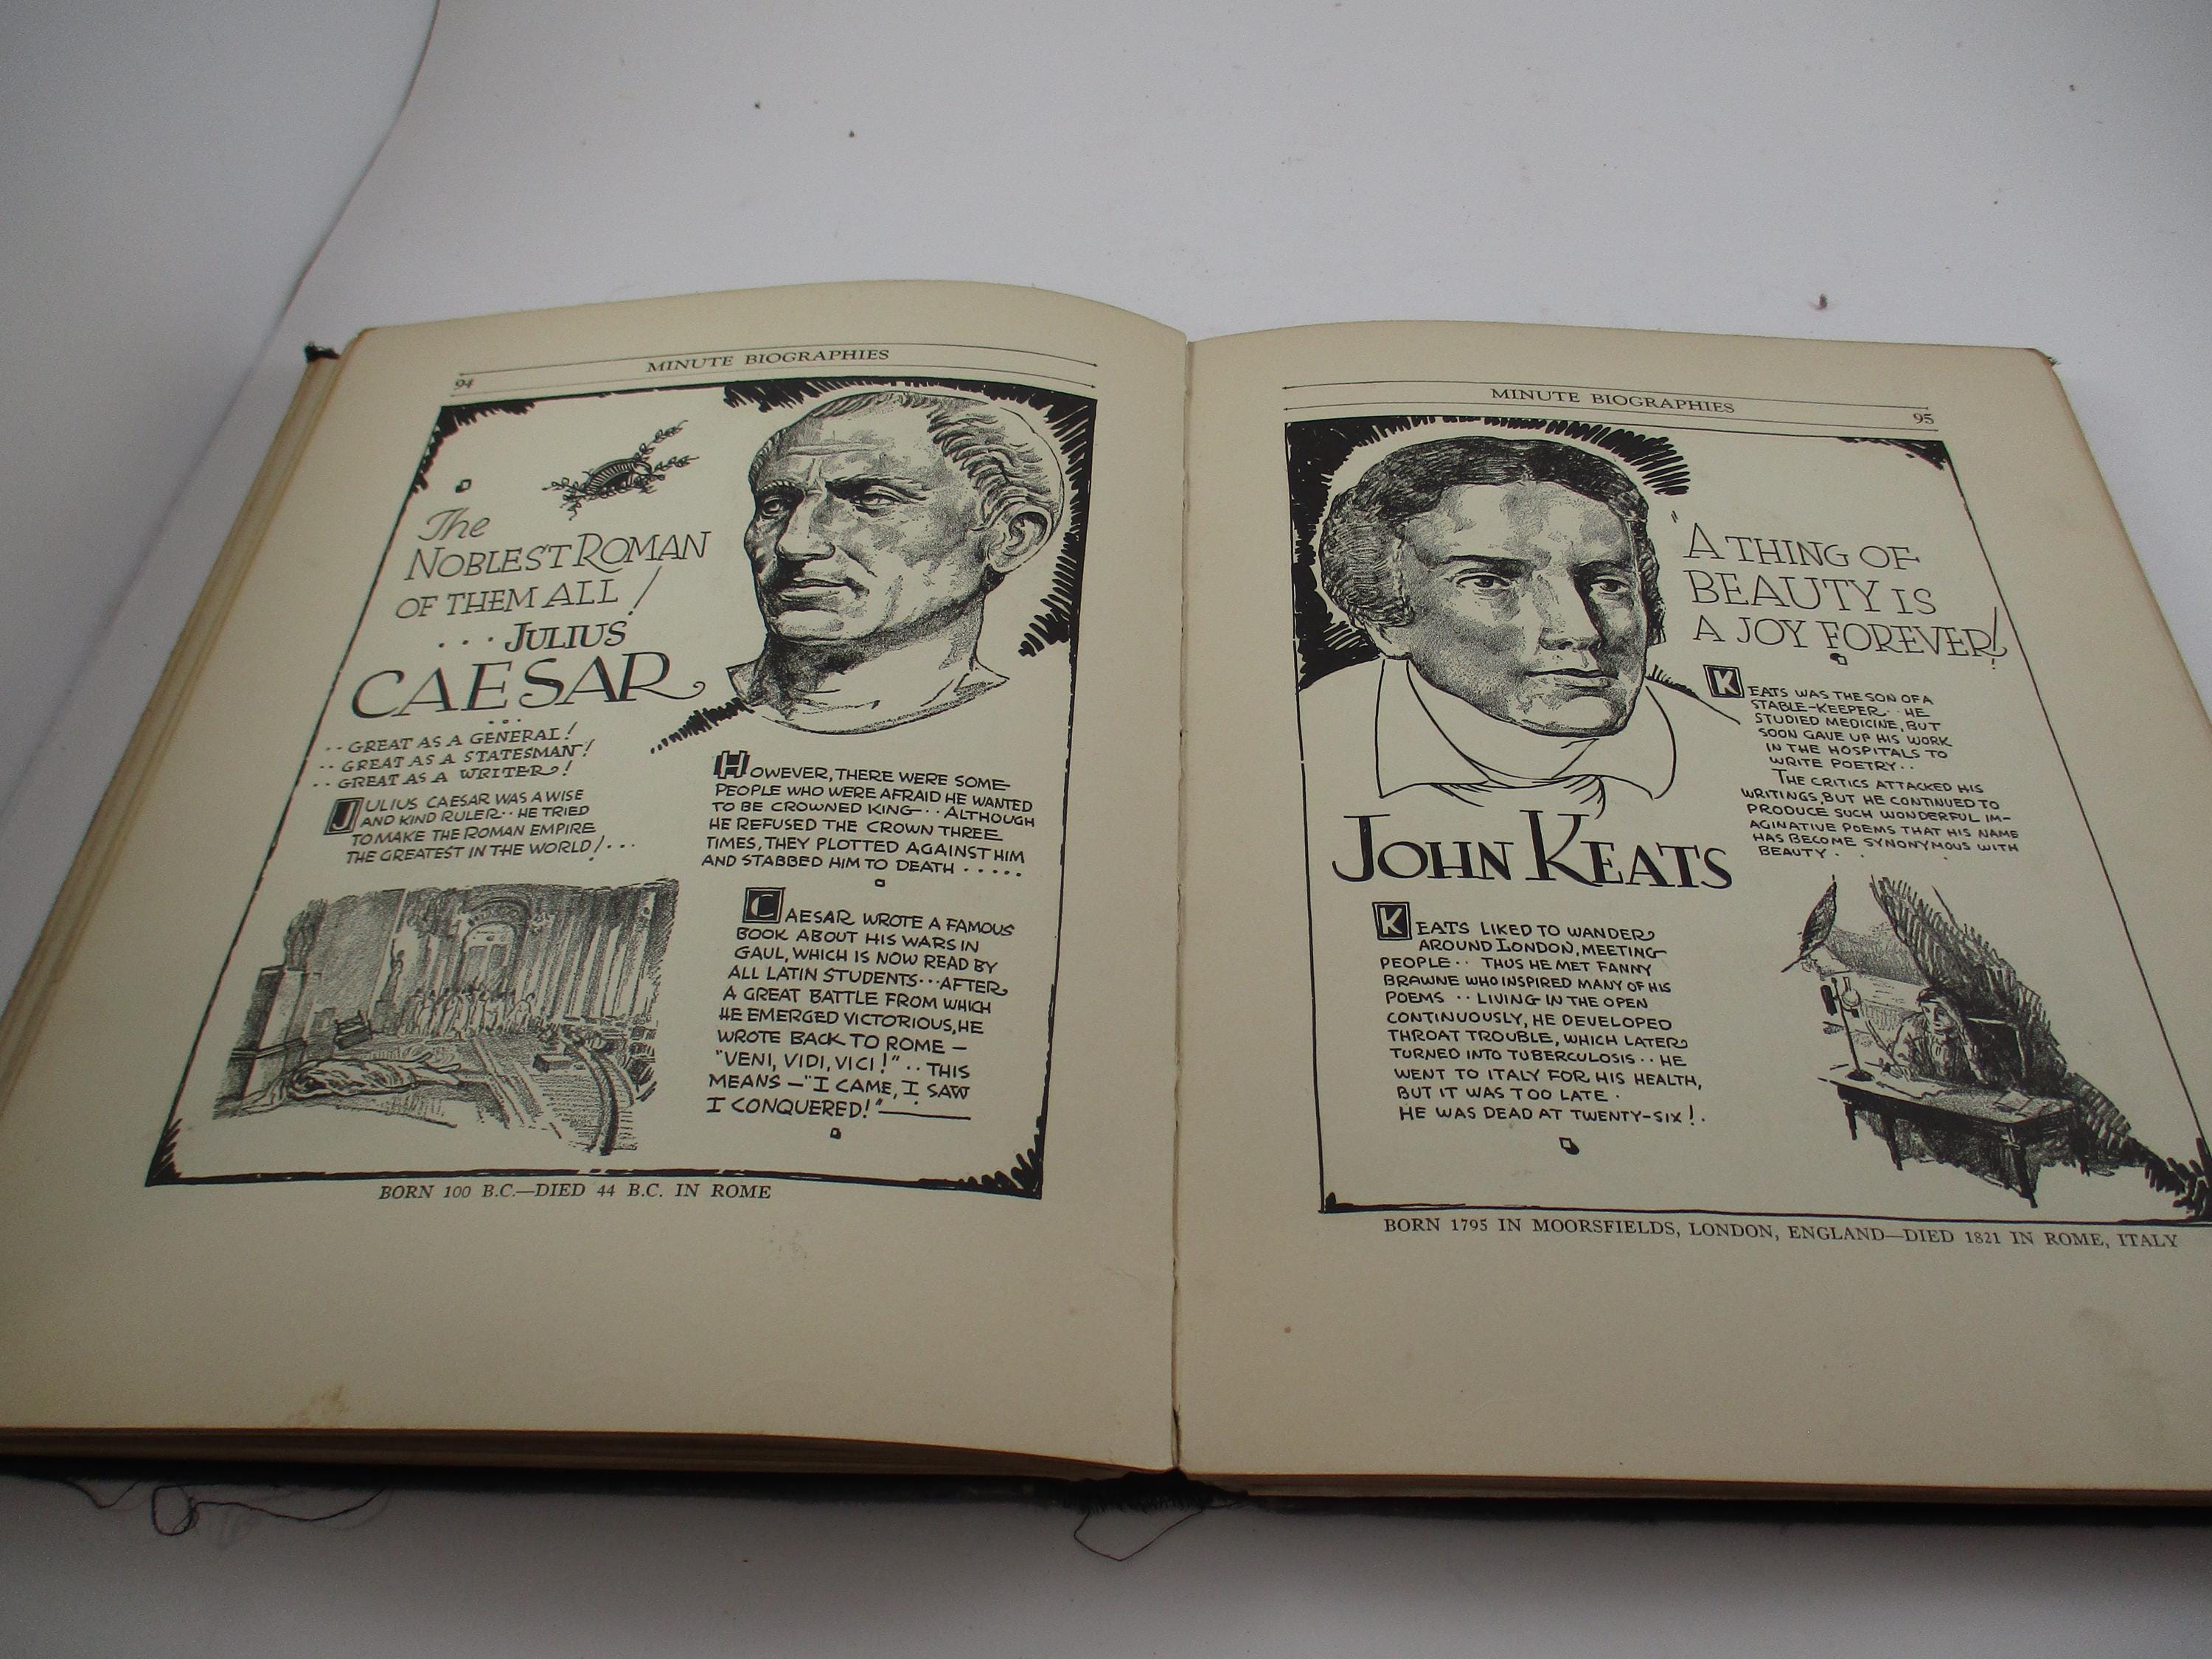 94
MINUTE BIOGRAPHIES
The
NOBLEST ROMAN
OF THEM ALL!
... JULIUS
CAESAR
...
.. GREAT AS A GENERAL!
.. GREAT AS A STATESMAN!
.. GREAT AS A WRITER!
JULIUS CAESAR WAS A WISE
AND KIND RULER.. HE TRIED
TO MAKE THE ROMAN EMPIRE
THE GREATEST IN THE WORLD!...
HOWEVER, THERE WERE SOME
PEOPLE WHO WERE AFRAID HE WANTED
TO BE CROWNED KING... ALTHOUGH
HE REFUSED THE CROWN THREE
TIMES, THEY PLOTTED AGAINST HIM
AND STABBED HIM TO DEATH .....
CAESAR WROTE A FAMOUS
BOOK ABOUT HIS WARS IN
GAUL, WHICH IS NOW READ BY
ALL LATIN STUDENTS... AFTER
A GREAT BATTLE FROM WHICH
HE EMERGED VICTORIOUS, HE
WROTE BACK TO ROME —
"VENI, VIDI, VICI!" .. THIS
MEANS — "I CAME, I SAW
I CONQUERED!"
BORN 100 B.C.—DIED 44 B.C. IN ROME
MINUTE BIOGRAPHIES
95
"A THING OF
BEAUTY IS
A JOY FOREVER!
KEATS WAS THE SON OF A
STABLE-KEEPER.. HE
STUDIED MEDICINE, BUT
SOON GAVE UP HIS WORK
IN THE HOSPITALS TO
WRITE POETRY..
THE CRITICS ATTACKED HIS
WRITINGS, BUT HE CONTINUED TO
PRODUCE SUCH WONDERFUL IM-
AGINATIVE POEMS THAT HIS NAME
HAS BECOME SYNONYMOUS WITH
BEAUTY . . .
JOHN KEATS
KEATS LIKED TO WANDER
AROUND LONDON, MEETING
PEOPLE.. THUS HE MET FANNY
BRAWNE WHO INSPIRED MANY OF HIS
POEMS .. LIVING IN THE OPEN
CONTINUOUSLY, HE DEVELOPED
THROAT TROUBLE, WHICH LATER
TURNED INTO TUBERCULOSIS.. HE
WENT TO ITALY FOR HIS HEALTH,
BUT IT WAS TOO LATE.
HE WAS DEAD AT TWENTY-SIX!.
BORN 1795 IN MOORSFIELDS, LONDON, ENGLAND—DIED 1821 IN ROME, ITALY